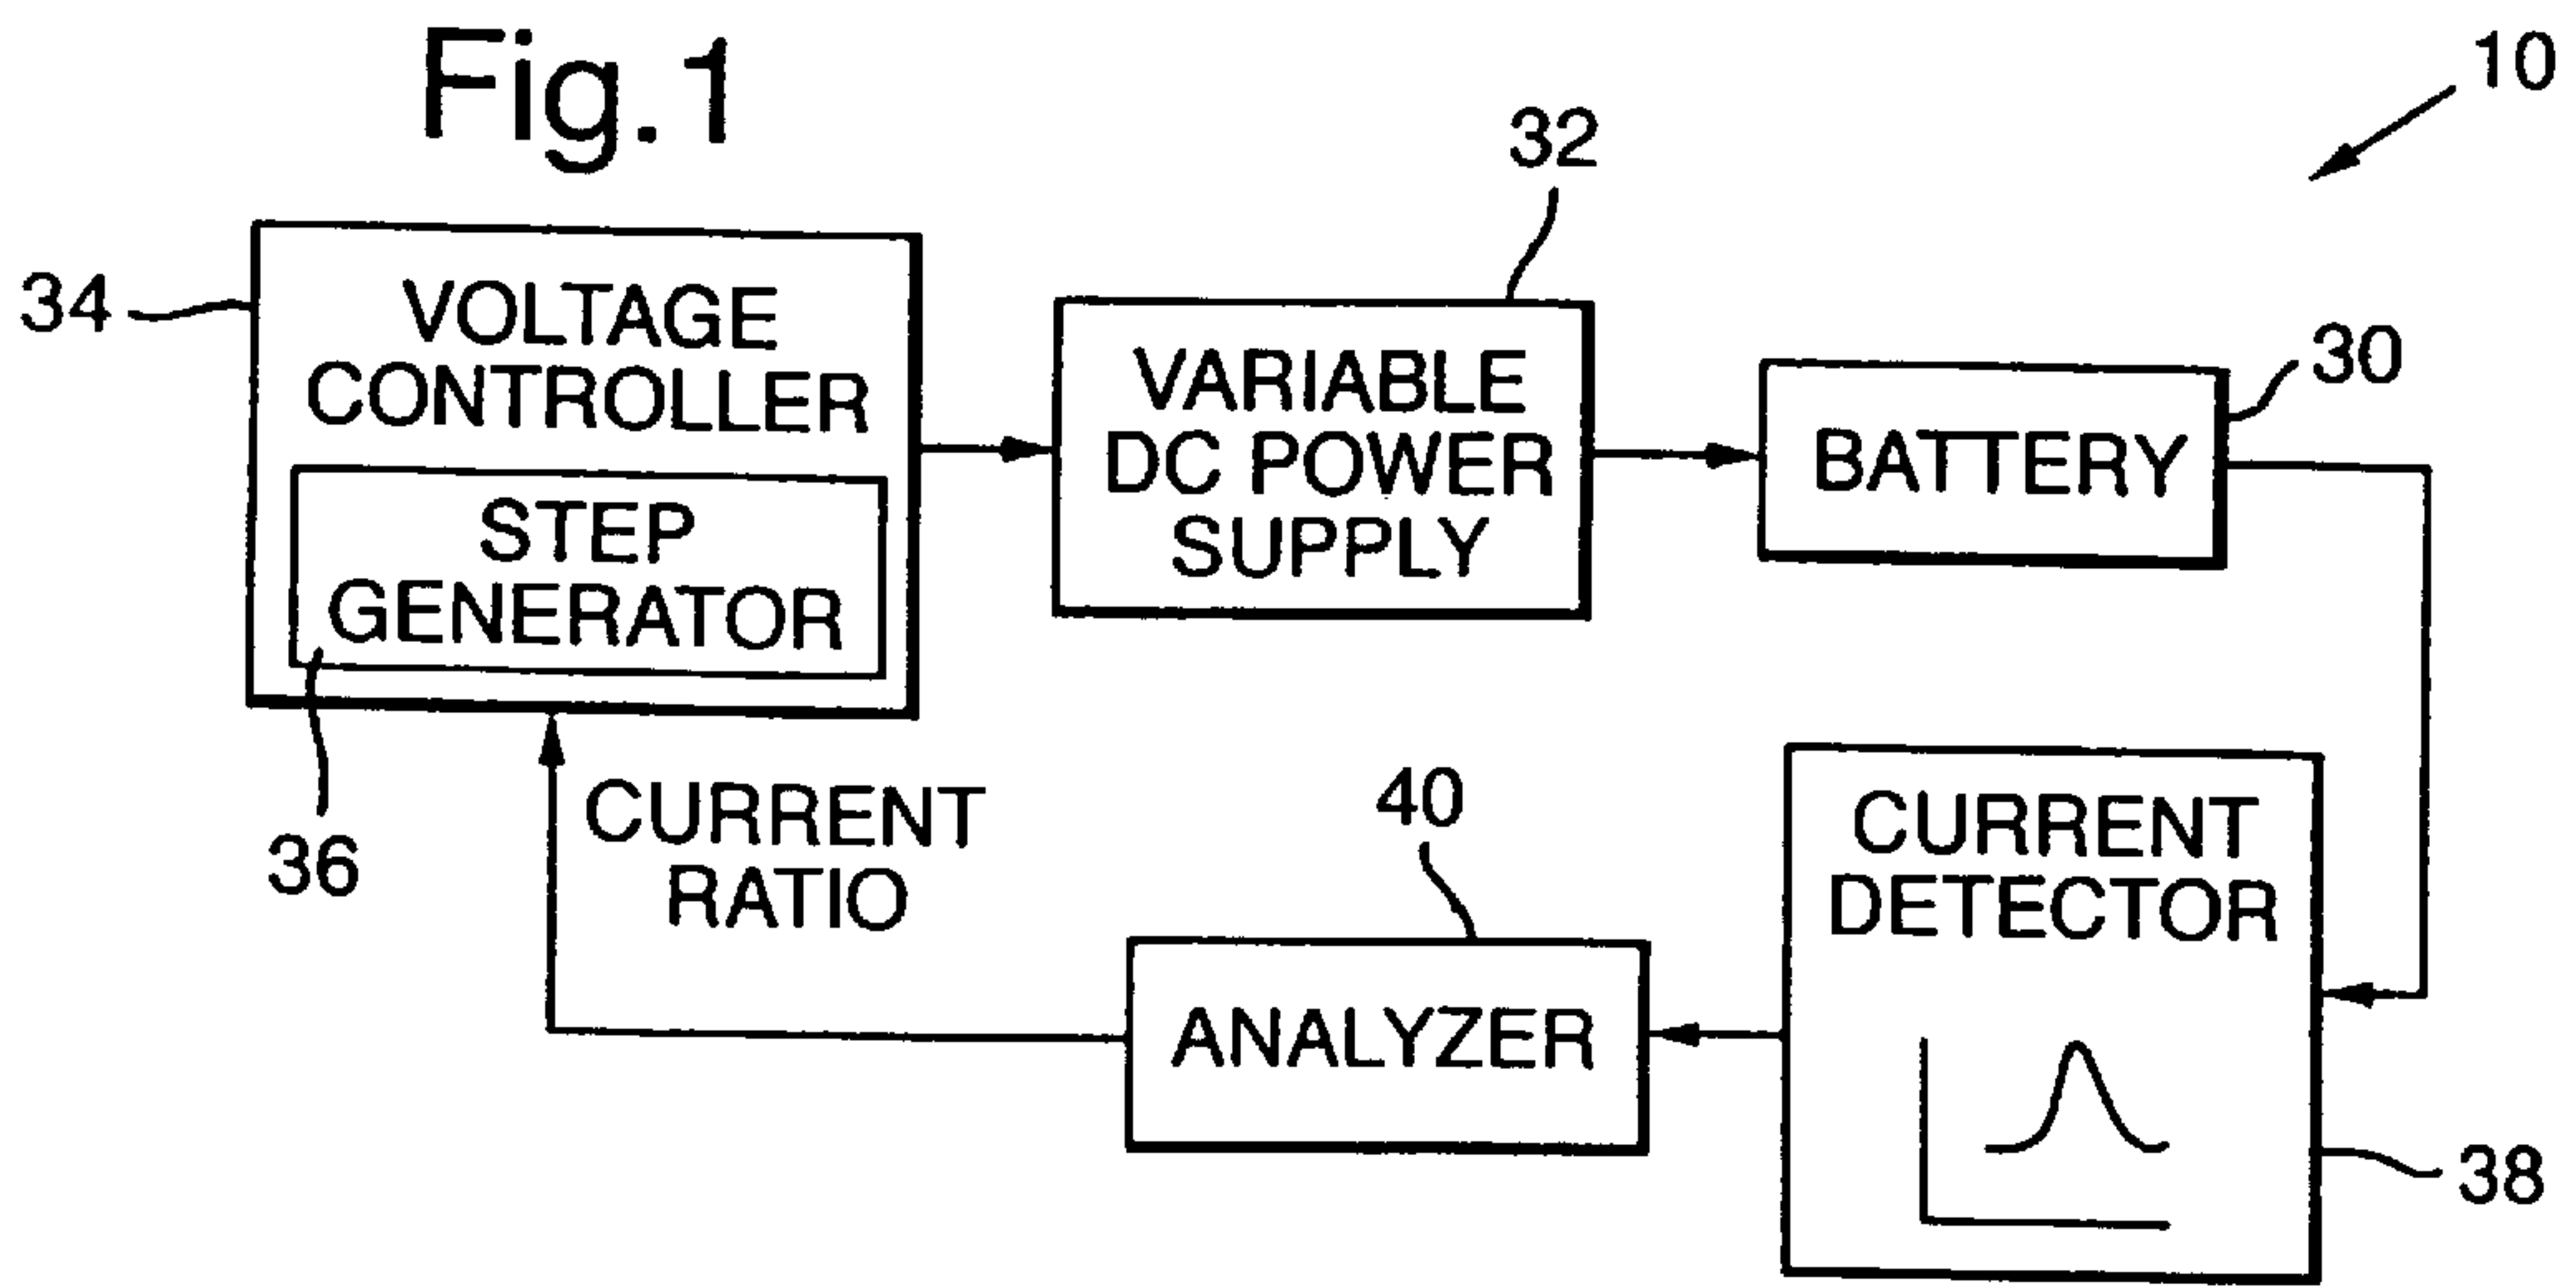 Fig.1
10
32
34
VOLTAGE
CONTROLLER
STEP
GENERATOR
36
VARIABLE
DC POWER
SUPPLY
30
BATTERY
CURRENT
RATIO
40
ANALYZER
CURRENT
DETECTOR
38